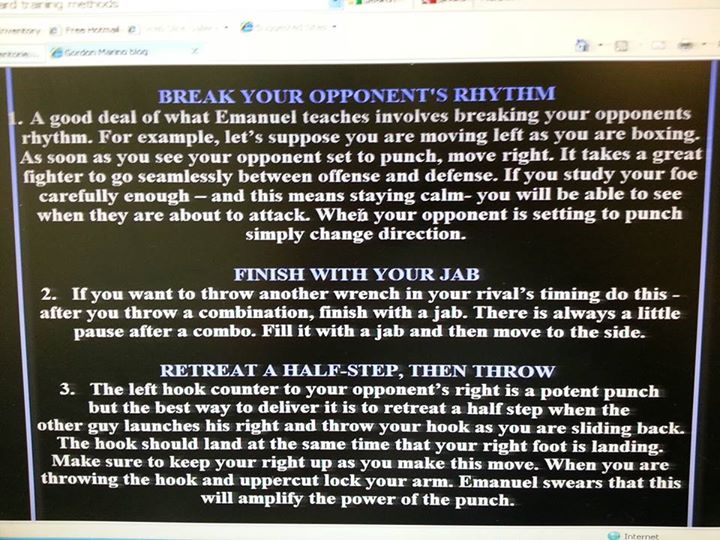 ard training methods
Inventory
Free Hotmail
Suggested Sites
Gordon Marino blog
BREAK YOUR OPPONENT'S RHYTHM
1. A good deal of what Emanuel teaches involves breaking your opponents
rhythm. For example, let's suppose you are moving left as you are boxing.
As soon as you see your opponent set to punch, move right. It takes a great
fighter to go seamlessly between offense and defense. If you study your foe
carefully enough – and this means staying calm- you will be able to see
when they are about to attack. When your opponent is setting to punch
simply change direction.
FINISH WITH YOUR JAB
2. If you want to throw another wrench in your rival's timing do this -
after you throw a combination, finish with a jab. There is always a little
pause after a combo. Fill it with a jab and then move to the side.
RETREAT A HALF-STEP, THEN THROW
3. The left hook counter to your opponent's right is a potent punch
but the best way to deliver it is to retreat a half step when the
other guy launches his right and throw your hook as you are sliding back.
The hook should land at the same time that your right foot is landing.
Make sure to keep your right up as you make this move. When you are
throwing the hook and uppercut lock your arm. Emanuel swears that this
will amplify the power of the punch.
Internet